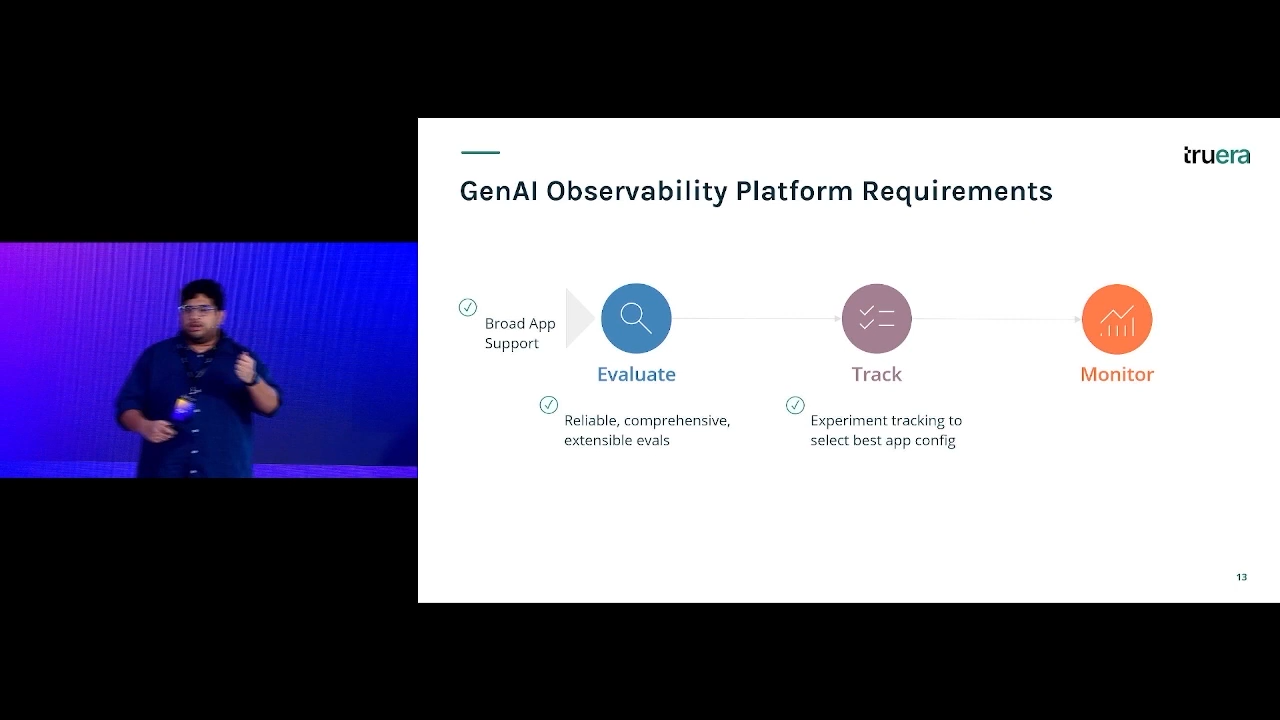 truera
GenAI Observability Platform Requirements
Broad App
Support
Evaluate
Track
Monitor
Reliable, comprehensive,
extensible evals
Experiment tracking to
select best app config
13